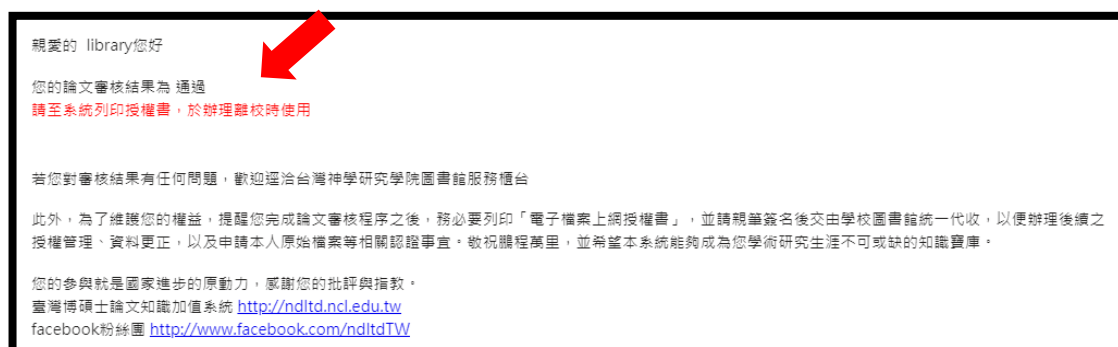 親愛的 library您好
您的論文審核結果為 通過
請至系統列印授權書，於辦理離校時使用
若您對審核結果有任何問題，歡迎逕洽台灣神學研究學院圖書館服務櫃台
此外，為了維護您的權益，提醒您完成論文審核程序之後，務必要列印「電子檔案上網授權書」，並請親筆簽名後交由學校圖書館統一代收，以便辦理後續之
授權管理、資料更正，以及申請本人原始檔案等相關認證事宜。敬祝鵬程萬里，並希望本系統能夠成為您學術研究生涯不可或缺的知識寶庫。
您的參與就是國家進步的原動力，感謝您的批評與指教。
臺灣博碩士論文知識加值系統 http://ndltd.ncl.edu.tw
facebook粉絲團 http://www.facebook.com/ndltdTW